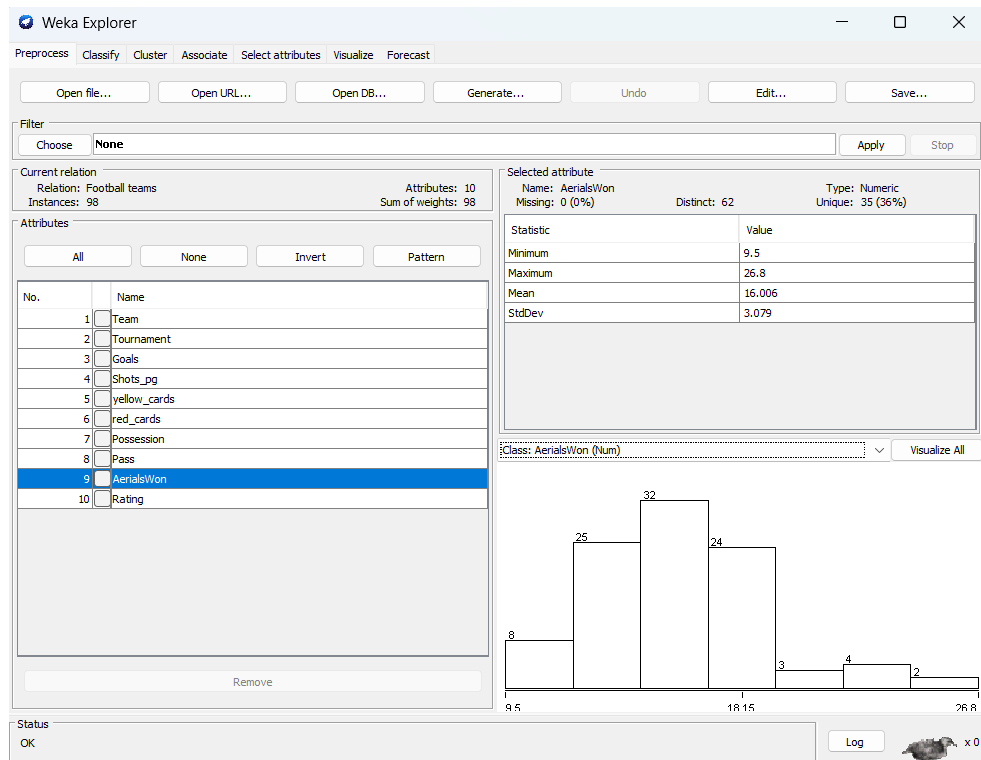 Weka Explorer
Preprocess Classify Cluster Associate Select attributes Visualize Forecast
Open file... Open URL... Open DB... Generate... Undo Edit... Save...
Filter
Choose None Apply Stop
Current relation
Relation: Football teams Attributes: 10
Instances: 98 Sum of weights: 98
Attributes
All None Invert Pattern
No. Name
1 Team
2 Tournament
3 Goals
4 Shots_pg
5 yellow_cards
6 red_cards
7 Possession
8 Pass
9 AerialsWon
10 Rating
Remove
Selected attribute
Name: AerialsWon Type: Numeric
Missing: 0 (0%) Distinct: 62 Unique: 35 (36%)
Statistic Value
Minimum 9.5
Maximum 26.8
Mean 16.006
StdDev 3.079
Class: AerialsWon (Num) Visualize All
32
25
24
8
3
4
2
9.5 18.15 26.8
Status
OK
Log x 0